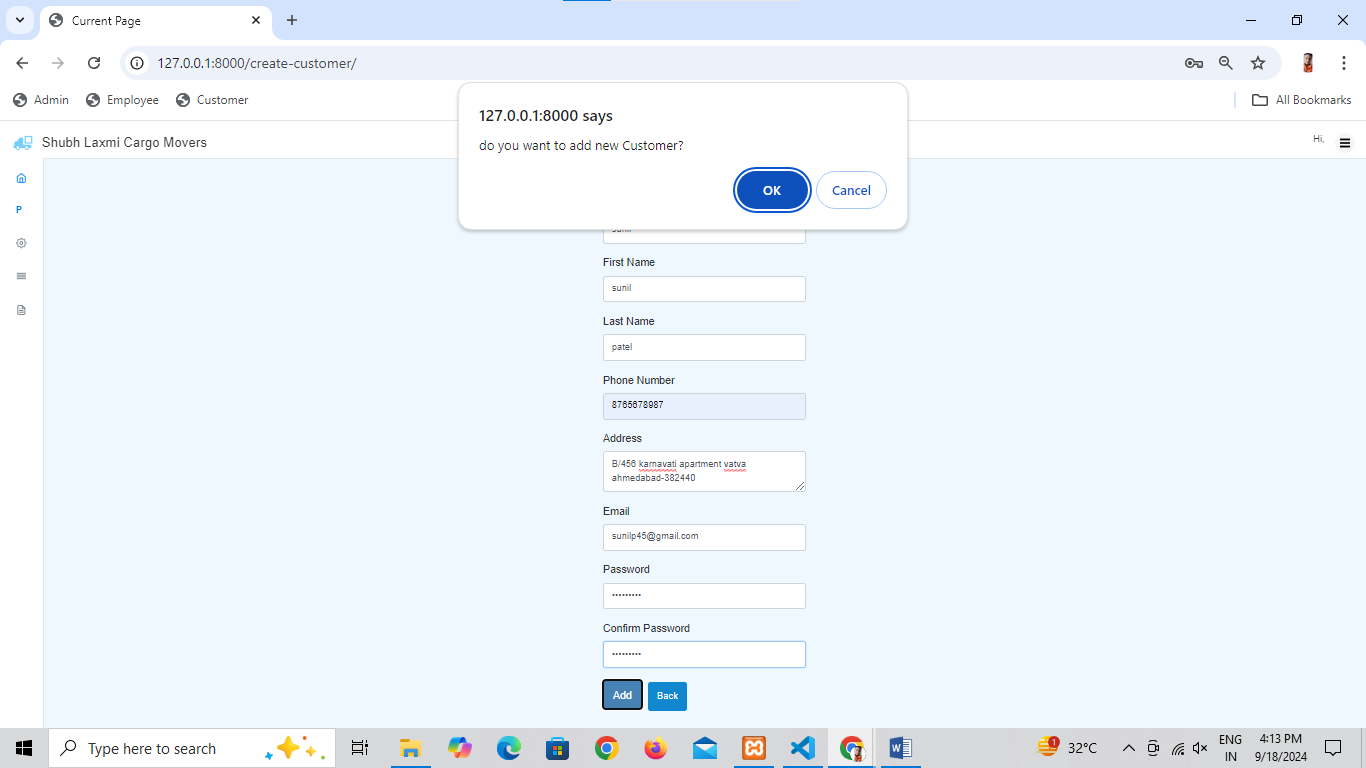 Current Page
127.0.0.1:8000/create-customer/
Admin Employee Customer All Bookmarks
127.0.0.1:8000 says
do you want to add new Customer?
OK Cancel
Shubh Laxmi Cargo Movers
Hi,
P
sunil
First Name
sunil
Last Name
patel
Phone Number
8765678987
Address
B/456 karnavati apartment vatva
ahmedabad-382440
Email
sunilp45@gmail.com
Password
•••••••••
Confirm Password
•••••••••
Add Back
Type here to search
1
32°C
ENG
IN
4:13 PM
9/18/2024